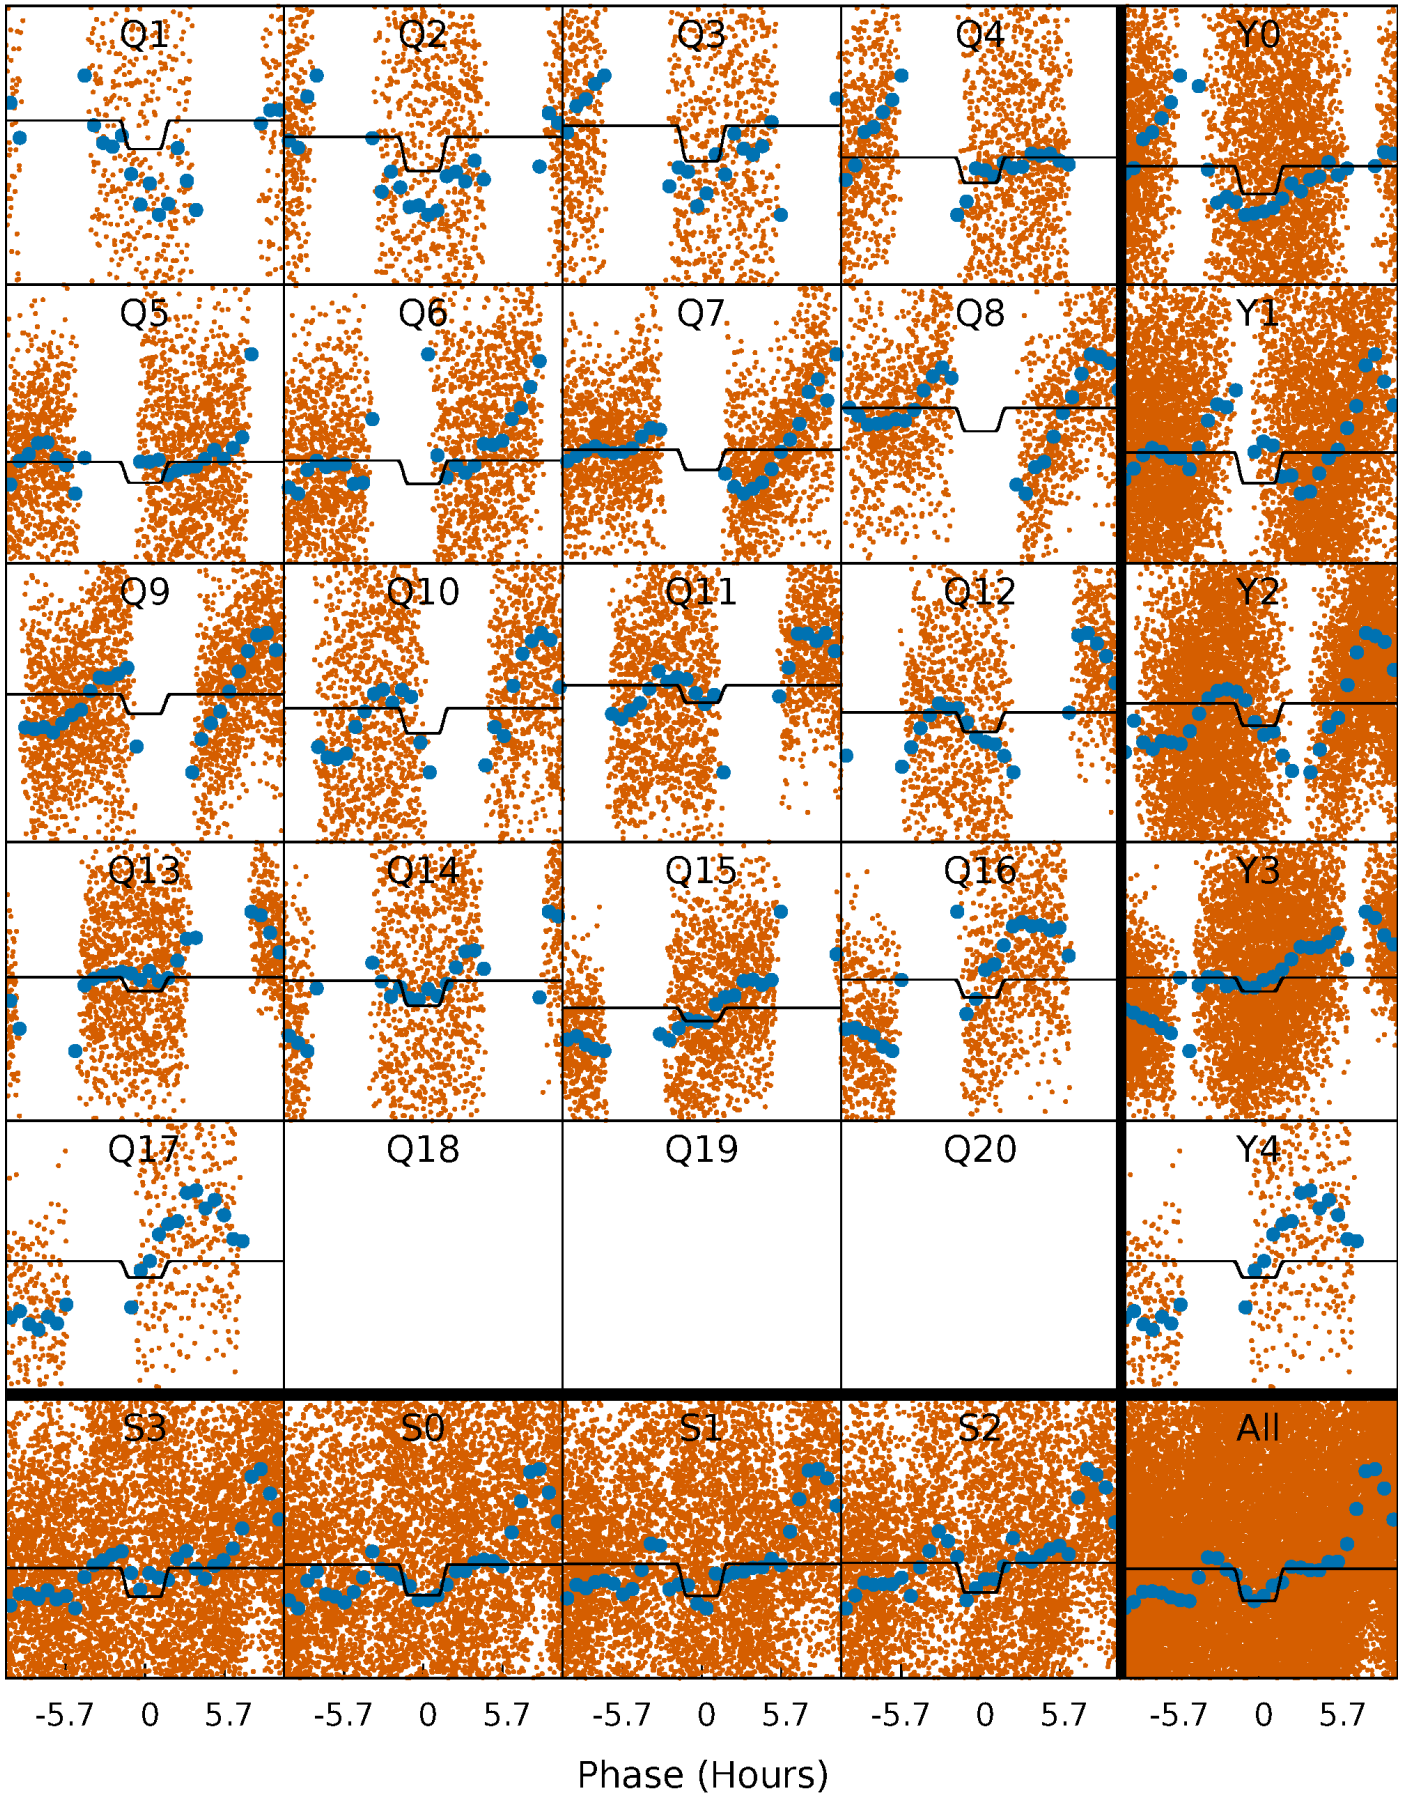 Q1 Q2 Q3 Q4 Y0
Q5 Q6 Q7 Q8 Y1
Q9 Q10 Q11 Q12 Y2
Q13 Q14 Q15 Q16 Y3
Q17 Q18 Q19 Q20 Y4
S3 S0 S1 S2 All
-5.7 0 5.7 -5.7 0 5.7 -5.7 0 5.7 -5.7 0 5.7 -5.7 0 5.7
Phase (Hours)